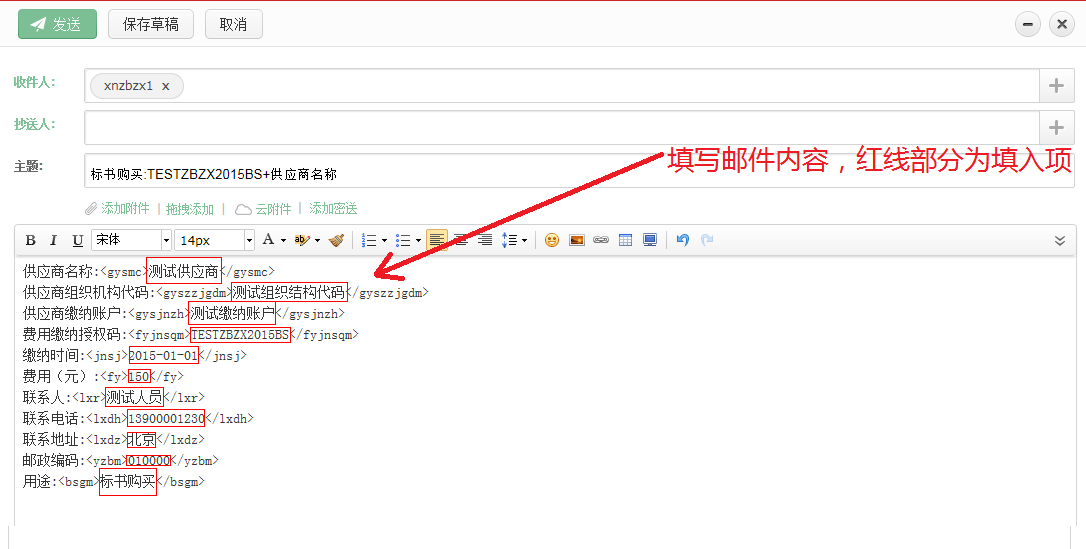 发送 保存草稿 取消
收件人: xnzbzx1 x
抄送人:
主题: 标书购买:TESTZBZX2015BS+供应商名称
填写邮件内容，红线部分为填入项
添加附件 | 拖拽添加 | 云附件 | 添加密送
B I U 宋体 14px A ab
供应商名称:<gysmc>测试供应商</gysmc>
供应商组织机构代码:<gyszzjgdm>测试组织结构代码</gyszzjgdm>
供应商缴纳账户:<gysjnzh>测试缴纳账户</gysjnzh>
费用缴纳授权码:<fyjnsqm>TESTZBZX2015BS</fyjnsqm>
缴纳时间:<jnsj>2015-01-01</jnsj>
费用（元）:<fy>150</fy>
联系人:<lxr>测试人员</lxr>
联系电话:<lxdh>13900001230</lxdh>
联系地址:<lxdz>北京</lxdz>
邮政编码:<yzbm>010000</yzbm>
用途:<bsgm>标书购买</bsgm>